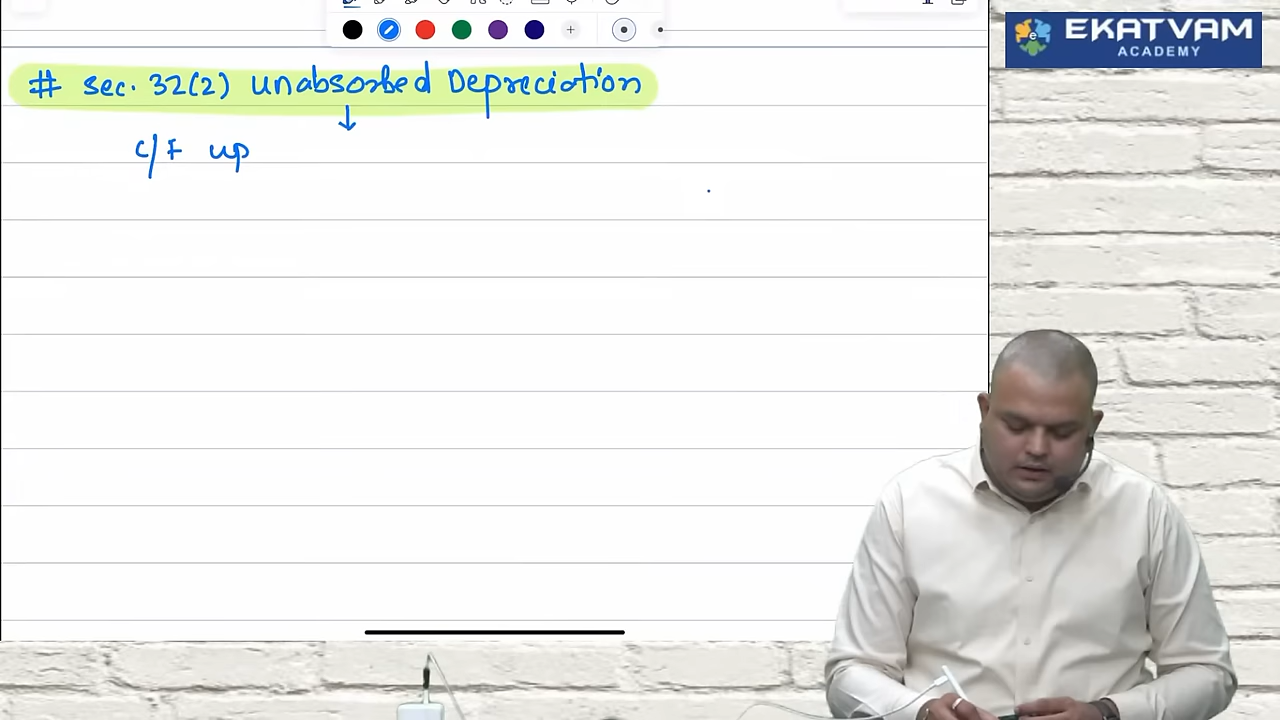 EKATVAM
ACADEMY
# sec. 32(2) unabsorbed Depreciation
↓
C/F up